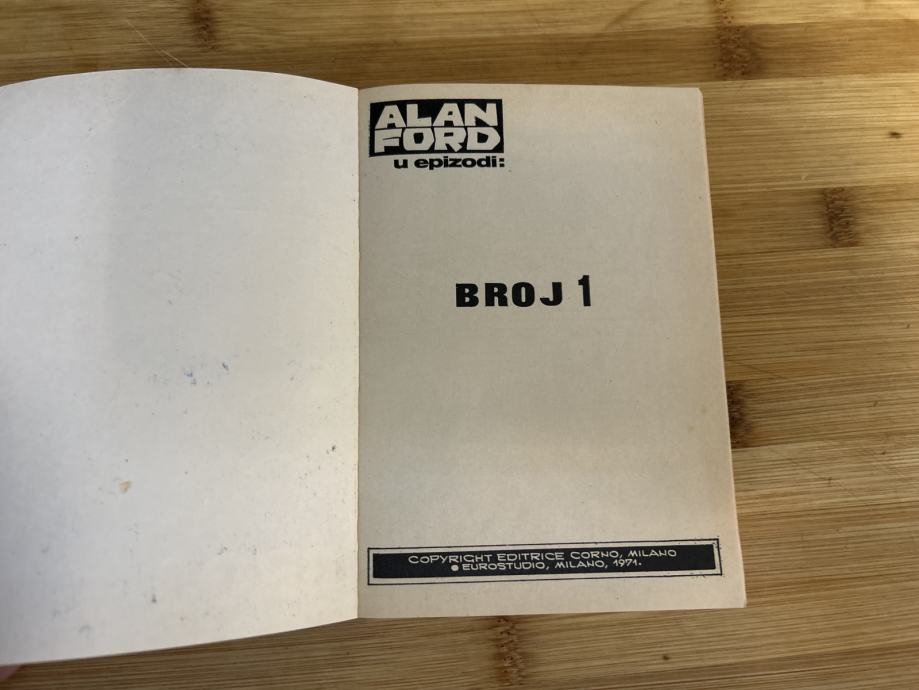 ALAN
FORD
u epizodi:
BROJ 1
COPYRIGHT EDITRICE CORNO, MILANO
● EUROSTUDIO, MILANO, 1971.